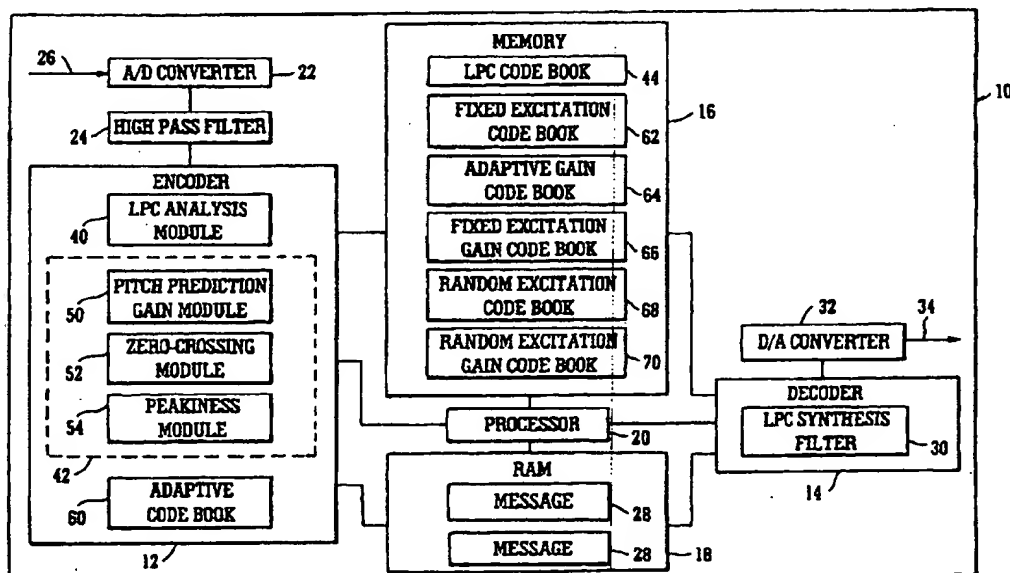 26
A/D CONVERTER
22
24
HIGH PASS FILTER
ENCODER
40
LPC ANALYSIS
MODULE
50
PITCH PREDICTION
GAIN MODULE
52
ZERO-CROSSING
MODULE
54
PEAKINESS
MODULE
42
60
ADAPTIVE
CODE BOOK
12
MEMORY
LPC CODE BOOK
44
FIXED EXCITATION
CODE BOOK
62
ADAPTIVE GAIN
CODE BOOK
64
FIXED EXCITATION
GAIN CODE BOOK
66
RANDOM EXCITATION
CODE BOOK
68
RANDOM EXCITATION
GAIN CODE BOOK
70
16
PROCESSOR
20
RAM
MESSAGE
28
MESSAGE
28
18
32
34
D/A CONVERTER
DECODER
LPC SYNTHESIS
FILTER
30
14
10